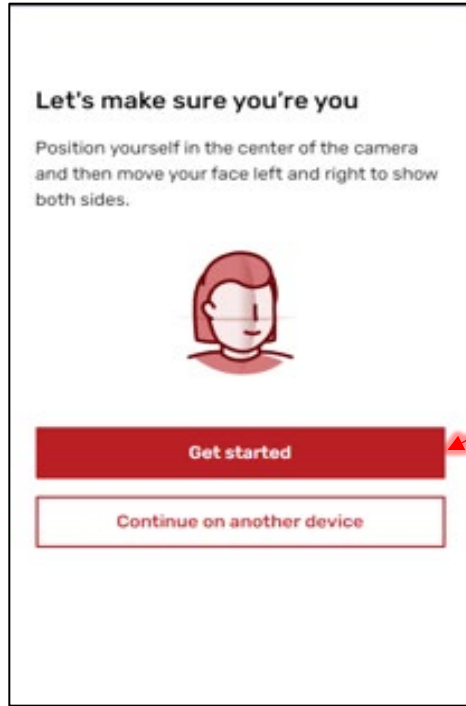 Let's make sure you're you
Position yourself in the center of the camera
and then move your face left and right to show
both sides.
Get started
Continue on another device